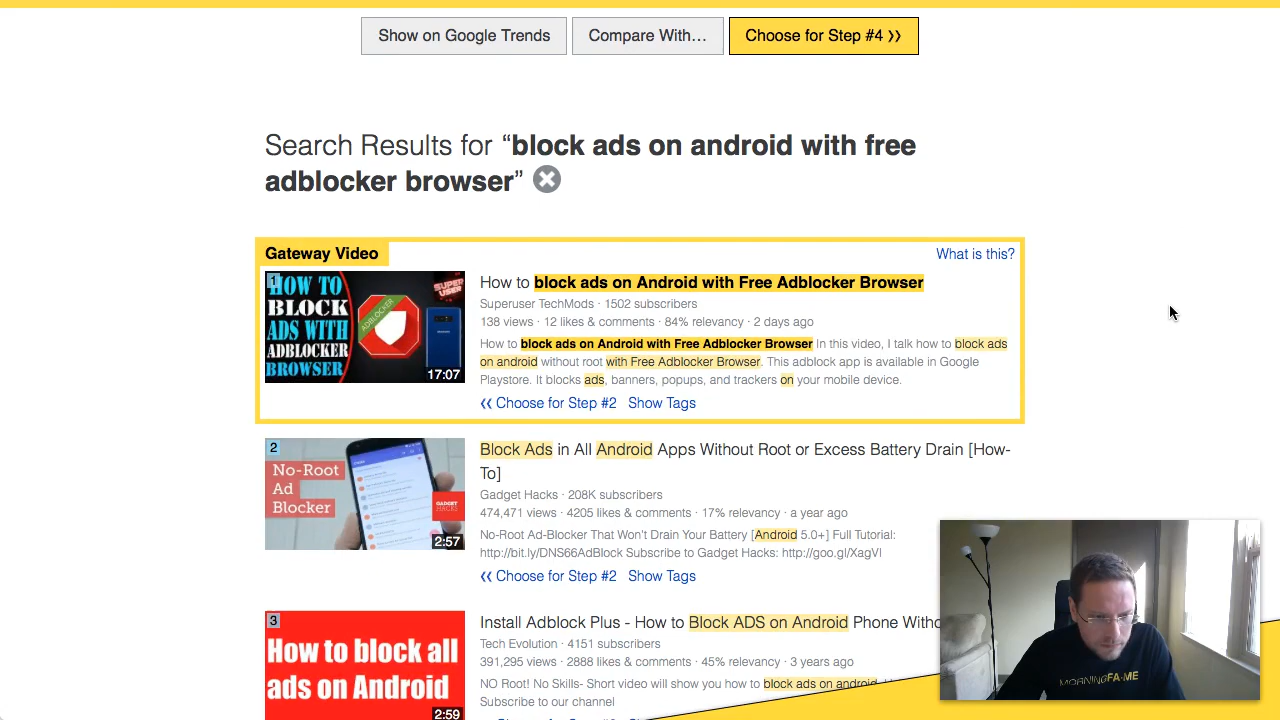 Show on Google Trends
Compare With...
Choose for Step #4 ❯❯
Search Results for “block ads on android with free
adblocker browser”
Gateway Video
What is this?
1
HOW TO
BLOCK
ADS WITH
ADBLOCKER
BROWSER
SUPER
USER
ADBLOCKER
17:07
How to block ads on Android with Free Adblocker Browser
Superuser TechMods · 1502 subscribers
138 views · 12 likes & comments · 84% relevancy · 2 days ago
How to block ads on Android with Free Adblocker Browser In this video, I talk how to block ads
on android without root with Free Adblocker Browser. This adblock app is available in Google
Playstore. It blocks ads, banners, popups, and trackers on your mobile device.
❮❮ Choose for Step #2 Show Tags
2
No-Root
Ad
Blocker
GADGET
HACKS
2:57
Block Ads in All Android Apps Without Root or Excess Battery Drain [How-
To]
Gadget Hacks · 208K subscribers
474,471 views · 4205 likes & comments · 17% relevancy · a year ago
No-Root Ad-Blocker That Won't Drain Your Battery [Android 5.0+] Full Tutorial:
http://bit.ly/DNS66AdBlock Subscribe to Gadget Hacks: http://goo.gl/XagVl
❮❮ Choose for Step #2 Show Tags
3
How to block all
ads on Android
2:59
Install Adblock Plus - How to Block ADS on Android Phone
Tech Evolution · 4151 subscribers
391,295 views · 2888 likes & comments · 45% relevancy · 3 years ago
NO Root! No Skills- Short video will show you how to block ads on android
Subscribe to our channel
MORNINGFAME